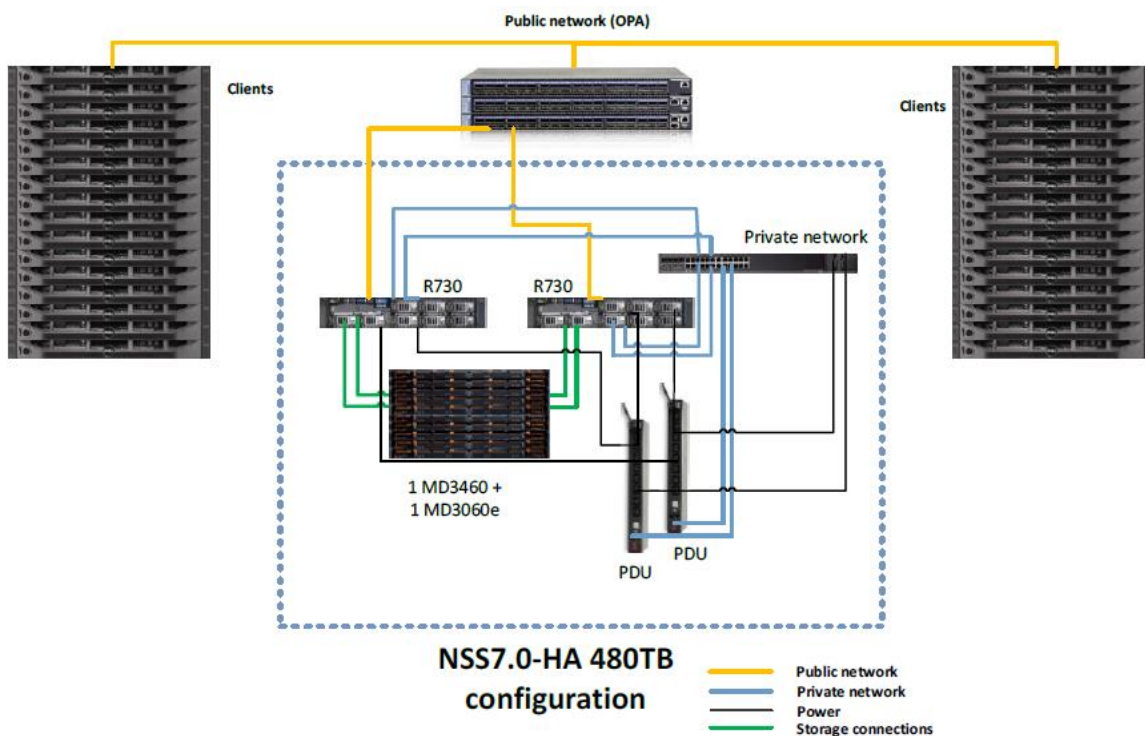 Public network (OPA)
Clients
Clients
Private network
R730
R730
1 MD3460 +
1 MD3060e
PDU
PDU
NSS7.0-HA 480TB
configuration
Public network
Private network
Power
Storage connections